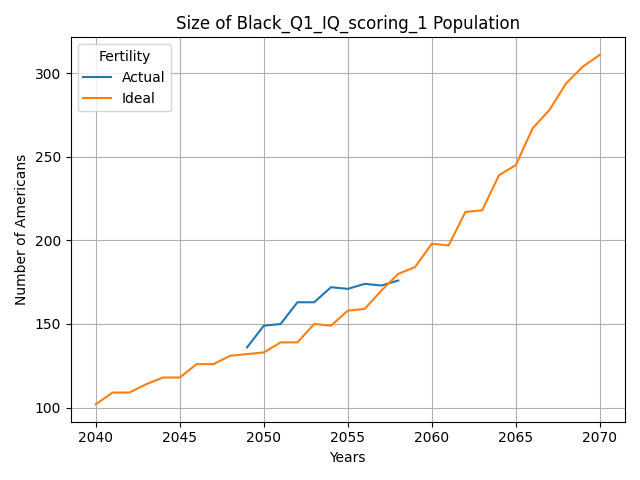 Size of Black_Q1_IQ_scoring_1 Population
Fertility
Actual
Ideal
Number of Americans
300
250
200
150
100
2040 2045 2050 2055 2060 2065 2070
Years